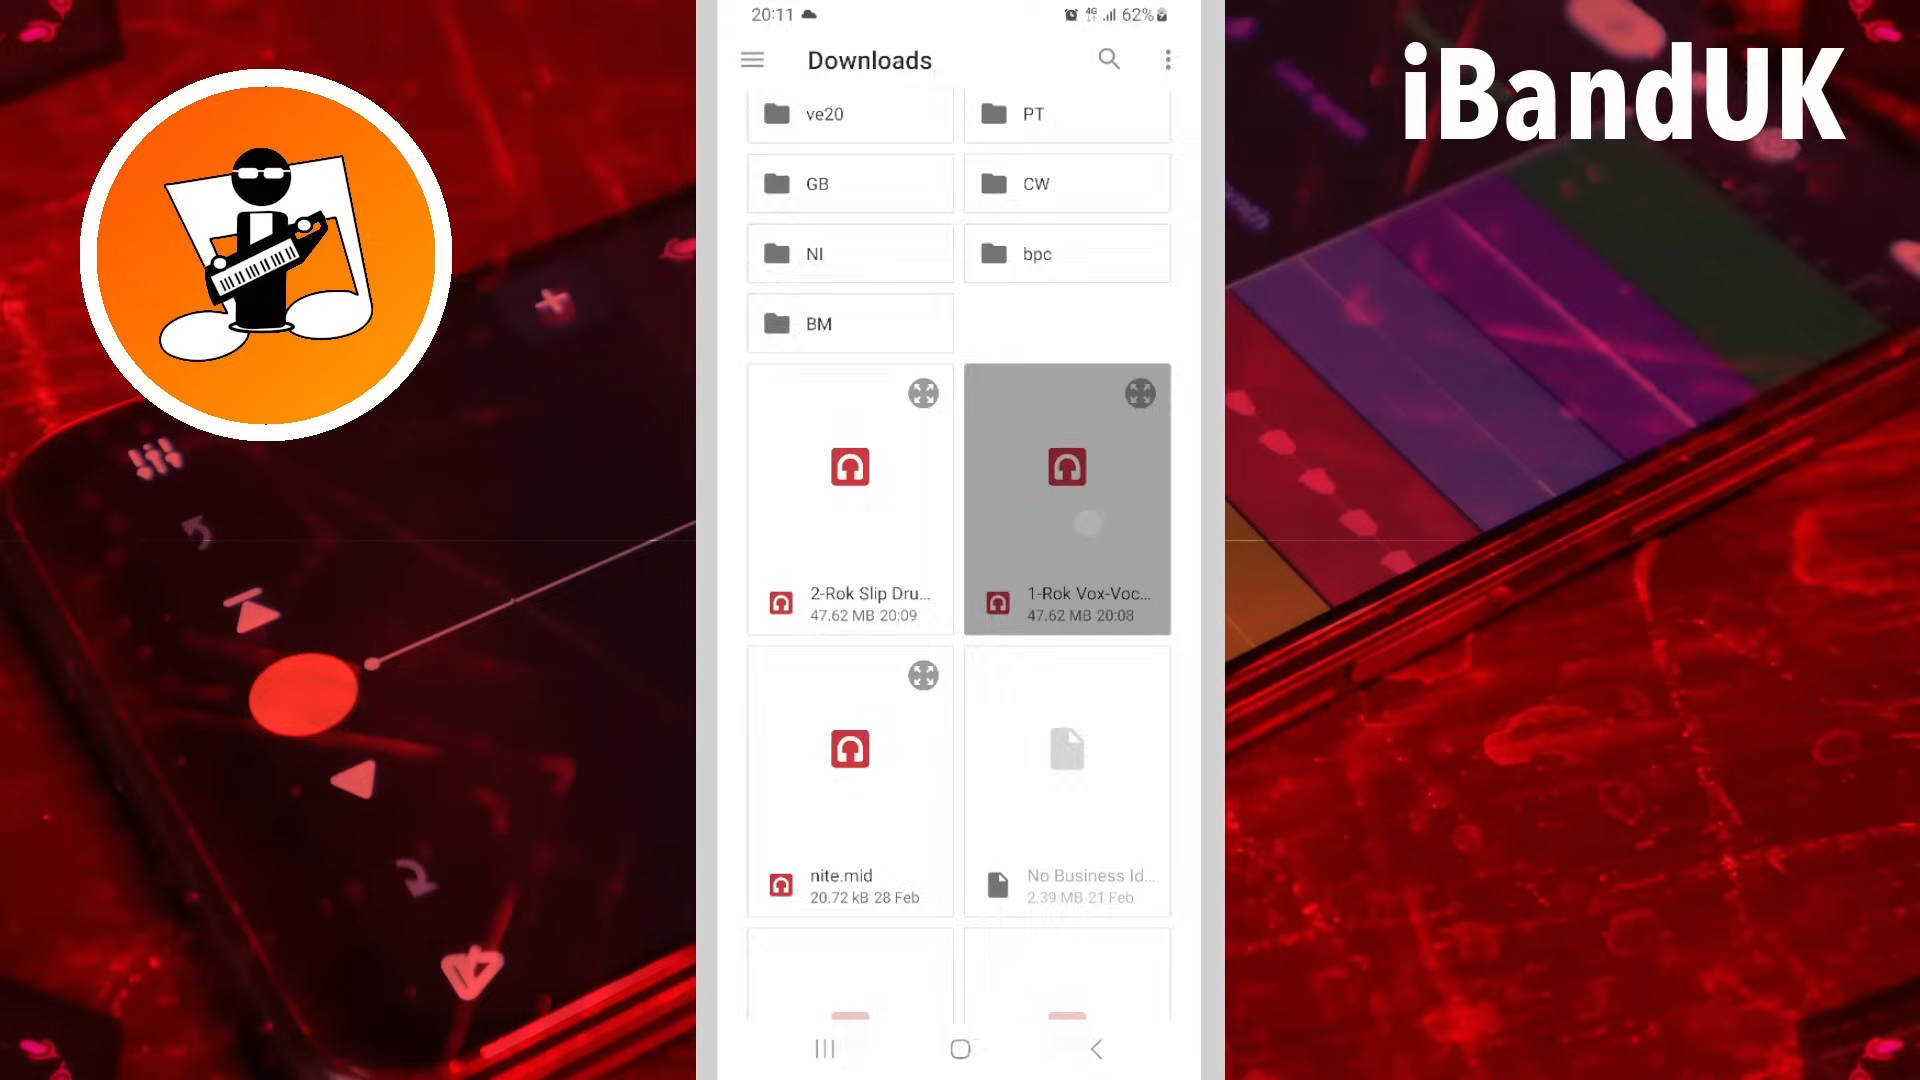 20:11
4G
62%
Downloads
iBandUK
ve20
PT
GB
CW
NI
bpc
BM
2-Rok Slip Dru...
47.62 MB 20:09
1-Rok Vox-Voc...
47.62 MB 20:08
nite.mid
20.72 kB 28 Feb
No Business Id...
2.39 MB 21 Feb